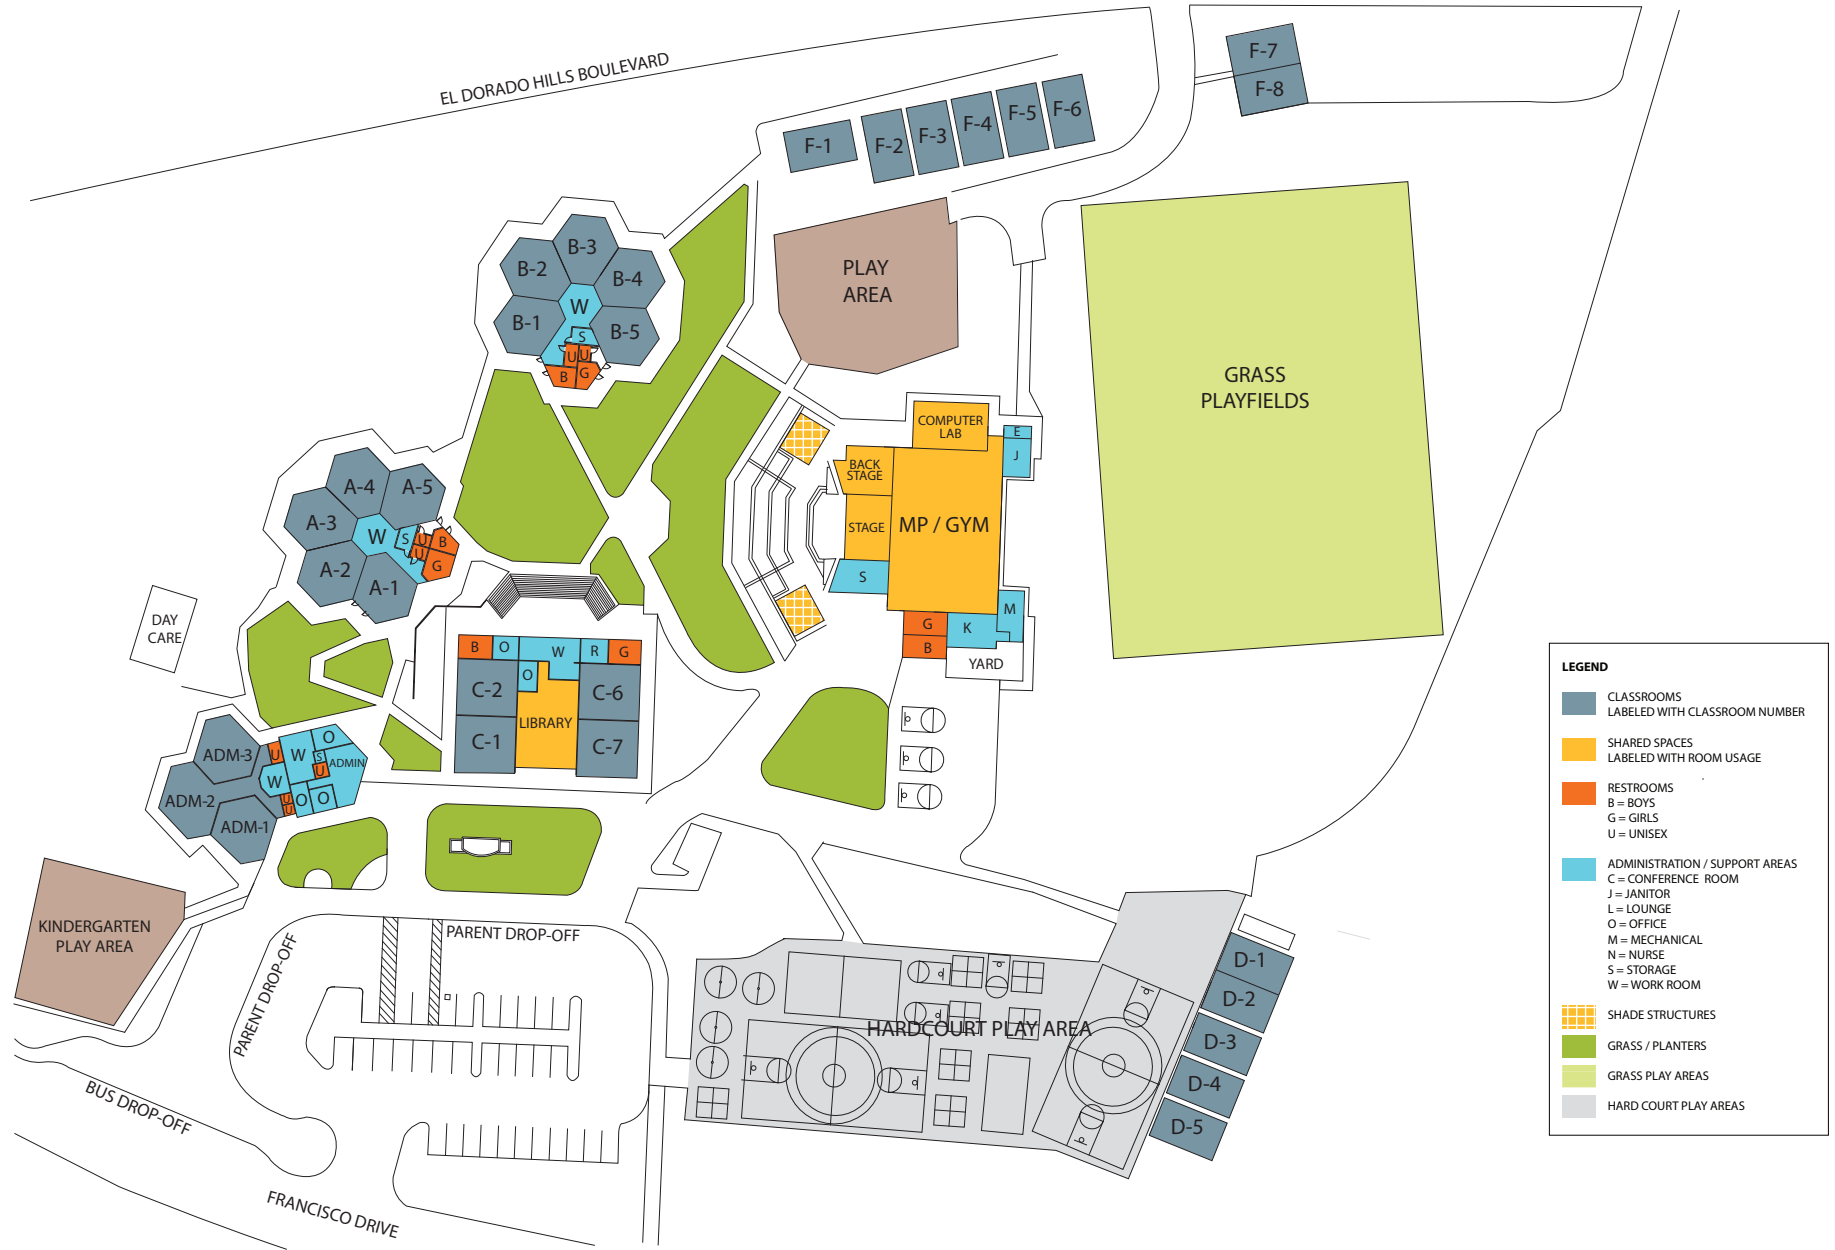 EL DORADO HILLS BOULEVARD
F-7
F-8
F-1
F-2
F-3
F-4
F-5
F-6
B-3
B-2
B-4
W
B-1
B-5
S
U
U
B
G
PLAY
AREA
GRASS
PLAYFIELDS
COMPUTER
LAB
E
J
BACK
STAGE
STAGE
MP / GYM
S
G
K
M
B
YARD
A-4
A-5
A-3
W
S
U
B
U
G
A-2
A-1
DAY
CARE
B
O
W
R
G
O
C-2
C-6
LIBRARY
C-1
C-7
ADM-3
U
W
O
S
U
ADMIN
W
ADM-2
U
U
O
O
ADM-1
KINDERGARTEN
PLAY AREA
PARENT DROP-OFF
PARENT DROP-OFF
BUS DROP-OFF
FRANCISCO DRIVE
HARDCOURT PLAY AREA
D-1
D-2
D-3
D-4
D-5
LEGEND
CLASSROOMS
LABELED WITH CLASSROOM NUMBER
SHARED SPACES
LABELED WITH ROOM USAGE
RESTROOMS
B = BOYS
G = GIRLS
U = UNISEX
ADMINISTRATION / SUPPORT AREAS
C = CONFERENCE ROOM
J = JANITOR
L = LOUNGE
O = OFFICE
M = MECHANICAL
N = NURSE
S = STORAGE
W = WORK ROOM
SHADE STRUCTURES
GRASS / PLANTERS
GRASS PLAY AREAS
HARD COURT PLAY AREAS